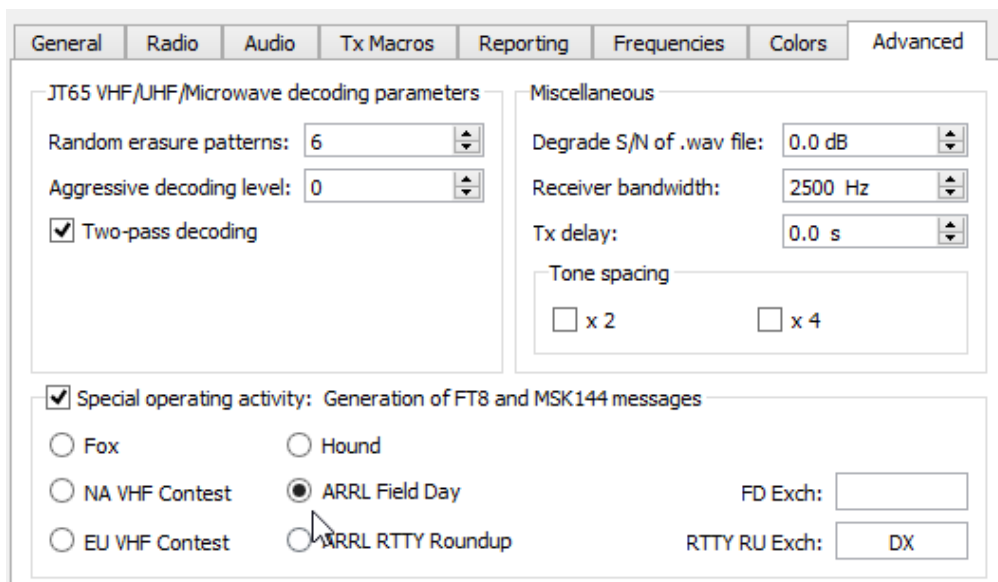 General Radio Audio Tx Macros Reporting Frequencies Colors Advanced
JT65 VHF/UHF/Microwave decoding parameters
Random erasure patterns: 6
Aggressive decoding level: 0
Two-pass decoding
Miscellaneous
Degrade S/N of .wav file: 0.0 dB
Receiver bandwidth: 2500 Hz
Tx delay: 0.0 s
Tone spacing
x 2 x 4
Special operating activity: Generation of FT8 and MSK144 messages
Fox Hound
NA VHF Contest ARRL Field Day FD Exch:
EU VHF Contest ARRL RTTY Roundup RTTY RU Exch: DX